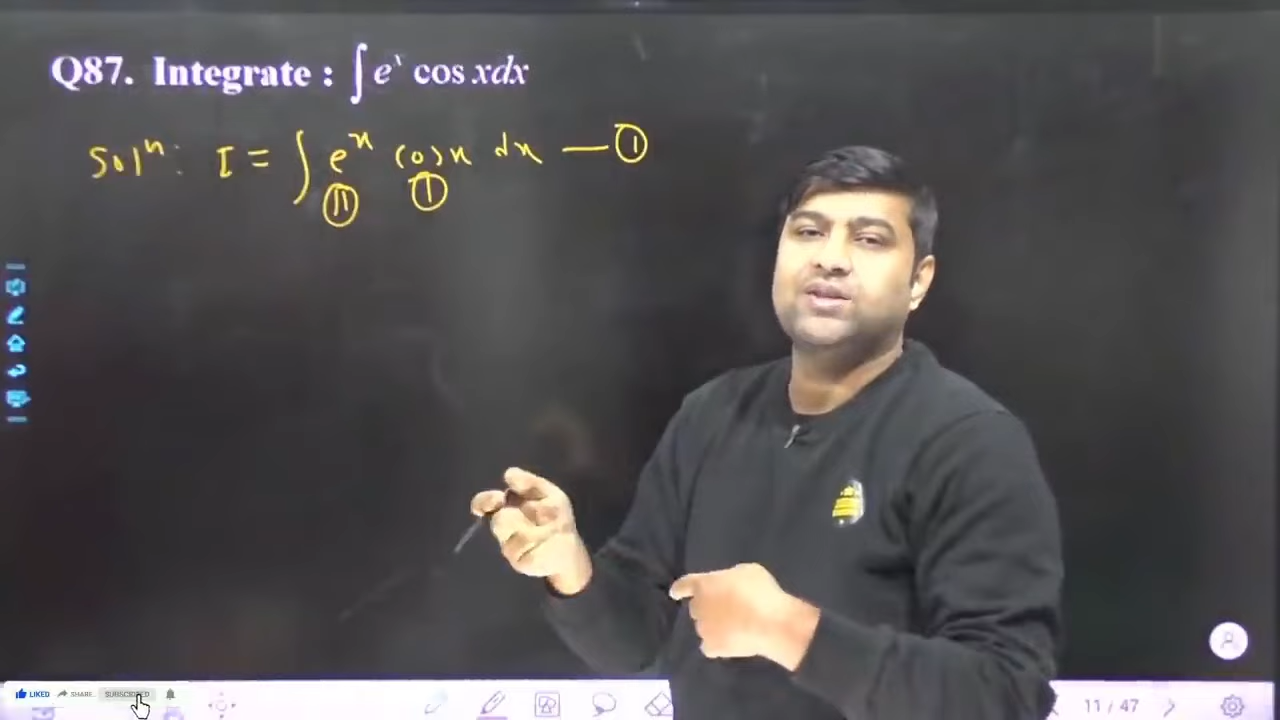 Q87. Integrate : ∫ eˣ cos xdx
Solⁿ: I = ∫ eˣ cosx dx — ①
Ⅱ Ⅰ
LIKED SHARE SUBSCRIBED
11 / 47